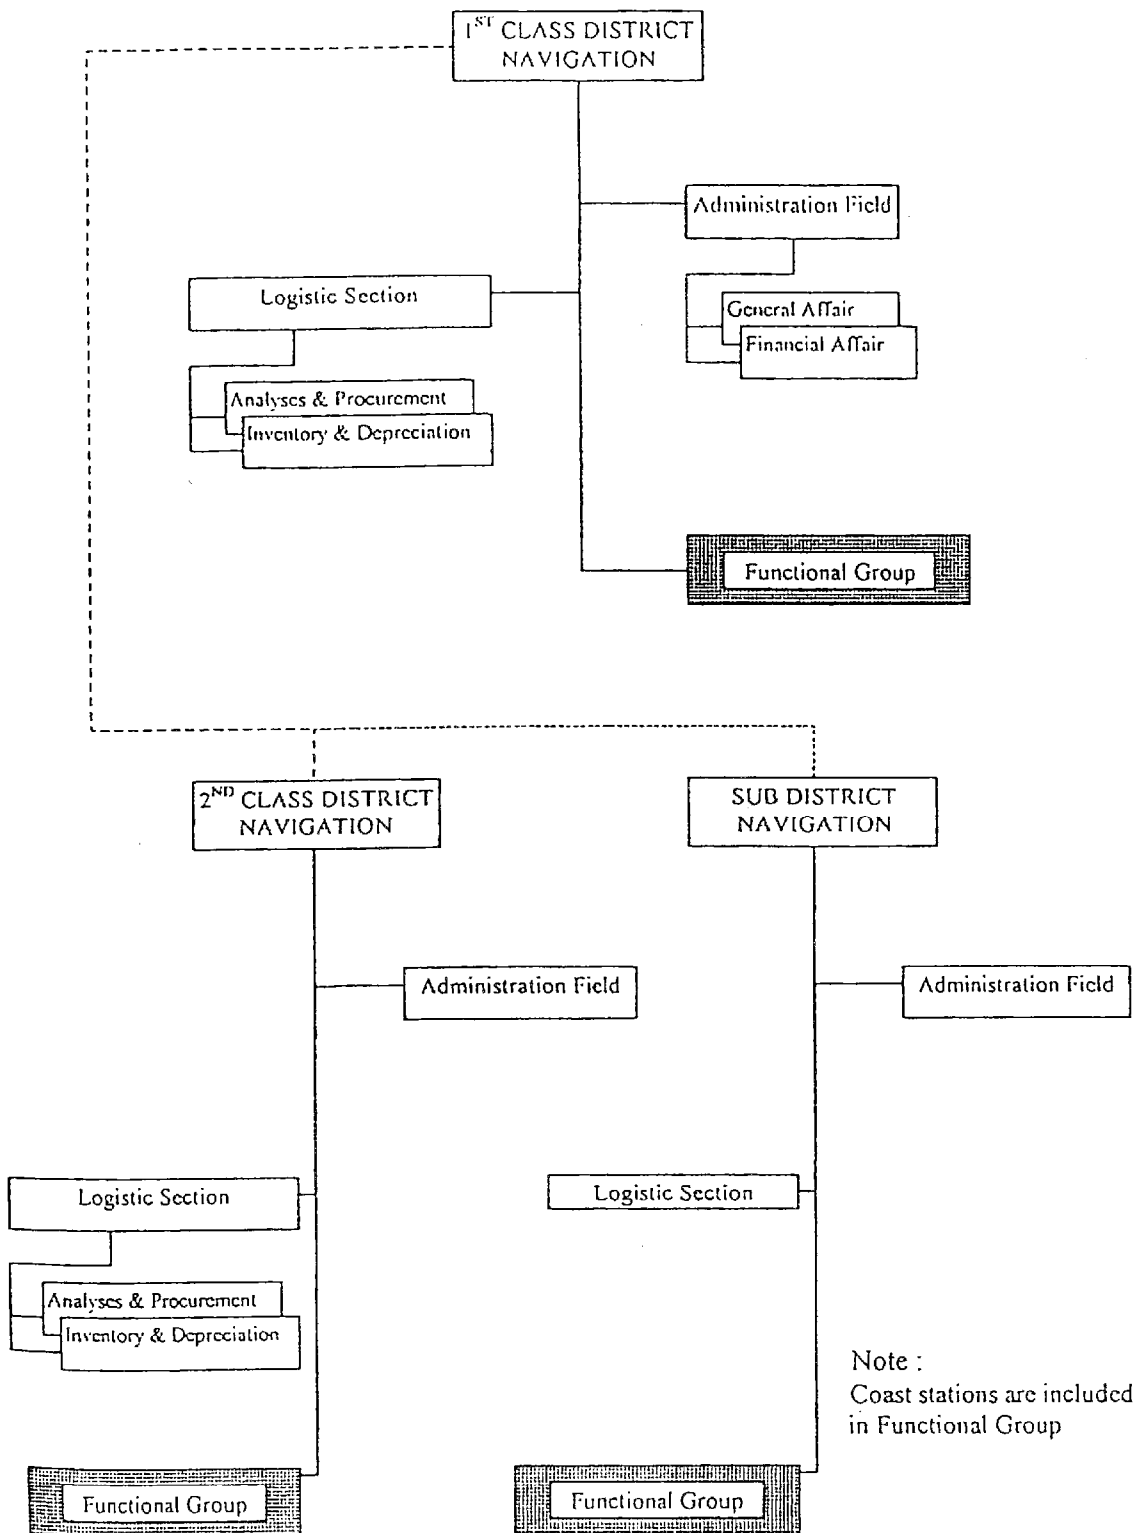 1ST CLASS DISTRICT
NAVIGATION
Administration Field
Logistic Section
General Affair
Financial Affair
Analyses & Procurement
Inventory & Depreciation
Functional Group
2ND CLASS DISTRICT
NAVIGATION
SUB DISTRICT
NAVIGATION
Administration Field
Administration Field
Logistic Section
Logistic Section
Analyses & Procurement
Inventory & Depreciation
Note :
Coast stations are included
in Functional Group
Functional Group
Functional Group